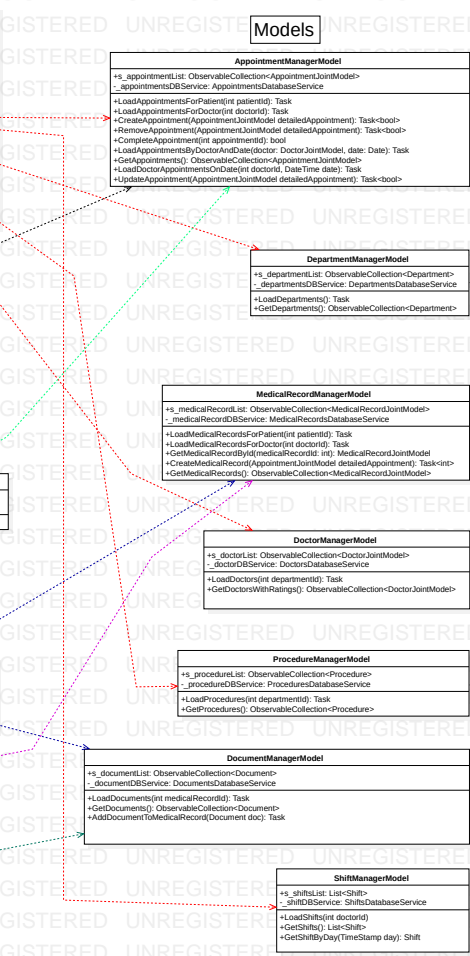 Models
AppointmentManagerModel
+s_appointmentList: ObservableCollection<AppointmentJointModel>
-_appointmentsDBService: AppointmentsDatabaseService
+LoadAppointmentsForPatient(int patientId): Task
+LoadAppointmentsForDoctor(int doctorId): Task
+CreateAppointment(AppointmentJointModel detailedAppointment): Task<bool>
+RemoveAppointment(AppointmentJointModel detailedAppointment): Task<bool>
+CompleteAppointment(int appointmentId): bool
+LoadAppointmentsByDoctorAndDate(doctor: DoctorJointModel, date: Date): Task
+GetAppointments(): ObservableCollection<AppointmentJointModel>
+LoadDoctorAppointmentsOnDate(int doctorId, DateTime date): Task
+UpdateAppointment(AppointmentJointModel detailedAppointment): Task<bool>
DepartmentManagerModel
+s_departmentList: ObservableCollection<Department>
-_departmentsDBService: DepartmentsDatabaseService
+LoadDepartments(): Task
+GetDepartments(): ObservableCollection<Department>
MedicalRecordManagerModel
+s_medicalRecordList: ObservableCollection<MedicalRecordJointModel>
-_medicalRecordDBService: MedicalRecordsDatabaseService
+LoadMedicalRecordsForPatient(int patientId): Task
+LoadMedicalRecordsForDoctor(int doctorId): Task
+GetMedicalRecordById(medicalRecordId: int): MedicalRecordJointModel
+CreateMedicalRecord(AppointmentJointModel detailedAppointment): Task<int>
+GetMedicalRecords(): ObservableCollection<MedicalRecordJointModel>
DoctorManagerModel
+s_doctorList: ObservableCollection<DoctorJointModel>
-_doctorDBService: DoctorsDatabaseService
+LoadDoctors(int departmentId): Task
+GetDoctorsWithRatings(): ObservableCollection<DoctorJointModel>
ProcedureManagerModel
+s_procedureList: ObservableCollection<Procedure>
-_procedureDBService: ProceduresDatabaseService
+LoadProcedures(int departmentId): Task
+GetProcedures(): ObservableCollection<Procedure>
DocumentManagerModel
+s_documentList: ObservableCollection<Document>
-_documentDBService: DocumentsDatabaseService
+LoadDocuments(int medicalRecordId): Task
+GetDocuments(): ObservableCollection<Document>
+AddDocumentToMedicalRecord(Document doc): Task
ShiftManagerModel
+s_shiftsList: List<Shift>
-_shiftDBService: ShiftsDatabaseService
+LoadShifts(int doctorId)
+GetShifts(): List<Shift>
+GetShiftByDay(TimeStamp day): Shift